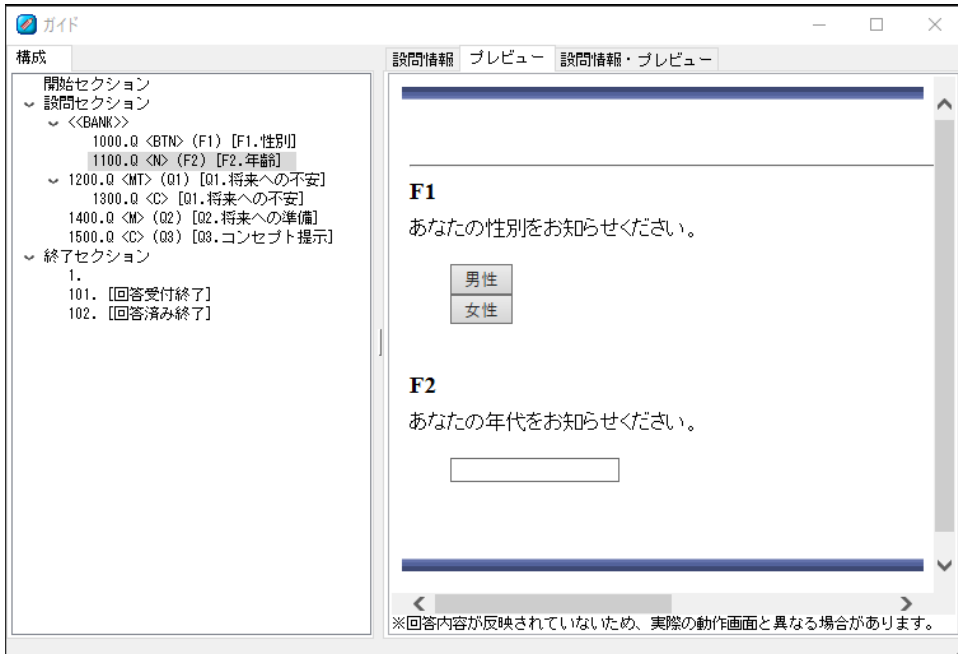 ガイド
構成
開始セクション
設問セクション
<<BANK>>
1000.Q <BTN> (F1) [F1.性別]
1100.Q <N> (F2) [F2.年齢]
1200.Q <MT> (Q1) [Q1.将来への不安]
1300.Q <C> [Q1.将来への不安]
1400.Q <M> (Q2) [Q2.将来への準備]
1500.Q <C> (Q3) [Q3.コンセプト提示]
終了セクション
1.
101. [回答受付終了]
102. [回答済み終了]
設問情報 プレビュー 設問情報・プレビュー
F1
あなたの性別をお知らせください。
男性
女性
F2
あなたの年代をお知らせください。
※回答内容が反映されていないため、実際の動作画面と異なる場合があります。